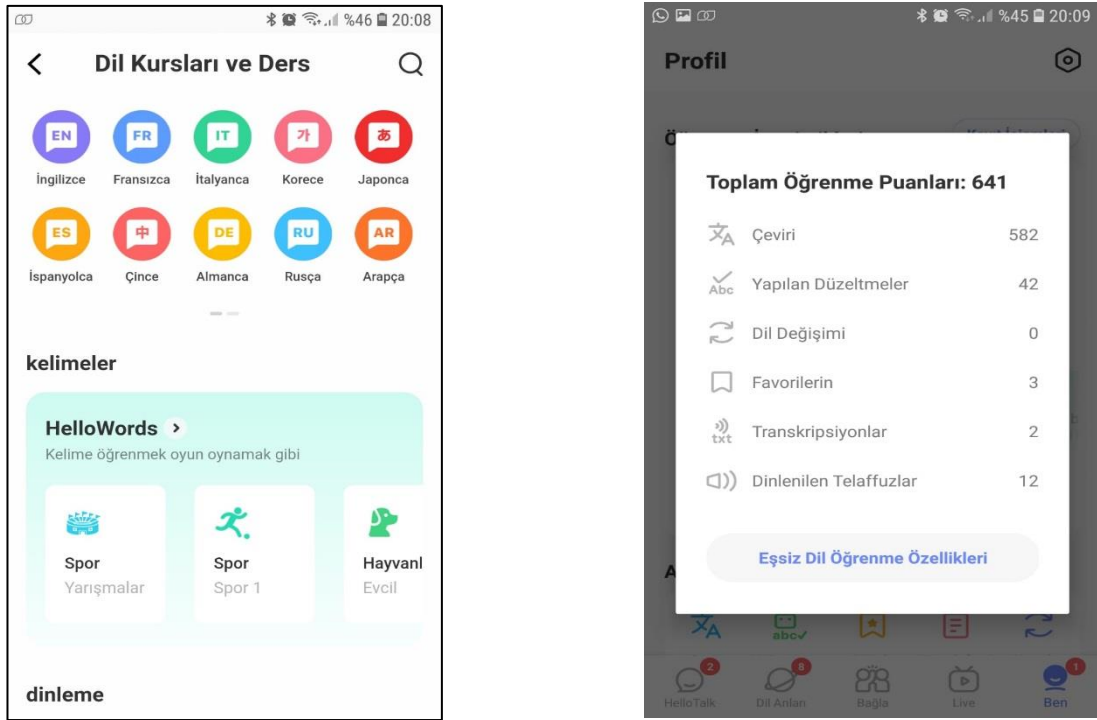 %46 20:08
Dil Kursları ve Ders
EN FR IT 가 あ
İngilizce Fransızca İtalyanca Korece Japonca
ES 中 DE RU AR
İspanyolca Çince Almanca Rusça Arapça
kelimeler
HelloWords
Kelime öğrenmek oyun oynamak gibi
Spor Spor Hayvanl
Yarışmalar Spor 1 Evcil
dinleme
%45 20:09
Profil
Toplam Öğrenme Puanları: 641
Çeviri 582
Abc Yapılan Düzeltmeler 42
Dil Değişimi 0
Favorilerin 3
txt Transkripsiyonlar 2
Dinlenilen Telaffuzlar 12
Eşsiz Dil Öğrenme Özellikleri
A
abc
2 8 1
HelloTalk Dil Anları Bağla Live Ben